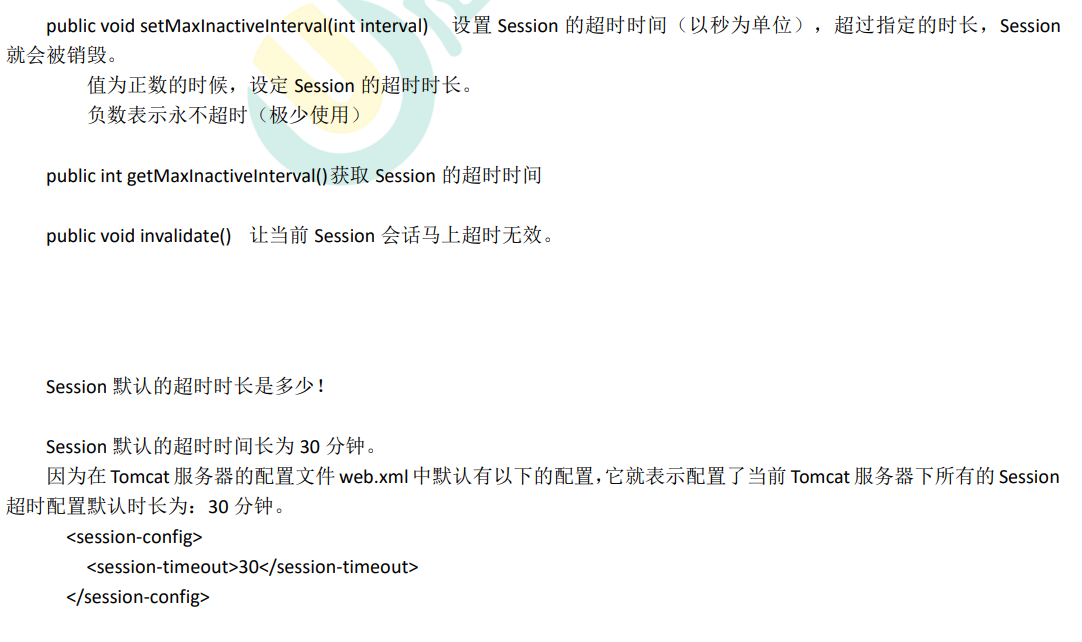 public void setMaxInactiveInterval(int interval) 设置 Session 的超时时间（以秒为单位），超过指定的时长，Session
就会被销毁。
值为正数的时候，设定 Session 的超时时长。
负数表示永不超时（极少使用）
public int getMaxInactiveInterval()获取 Session 的超时时间
public void invalidate() 让当前 Session 会话马上超时无效。
Session 默认的超时时长是多少！
Session 默认的超时时间长为 30 分钟。
因为在 Tomcat 服务器的配置文件 web.xml 中默认有以下的配置，它就表示配置了当前 Tomcat 服务器下所有的 Session
超时配置默认时长为：30 分钟。
<session-config>
<session-timeout>30</session-timeout>
</session-config>